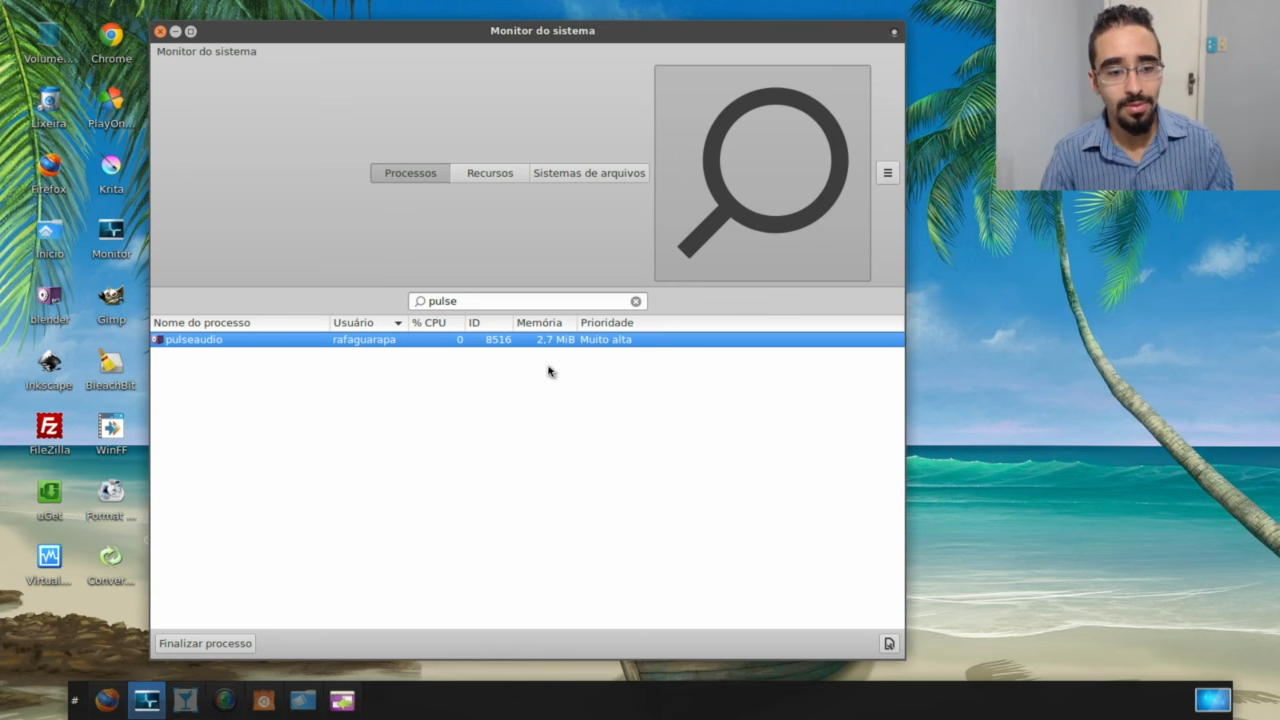 Monitor do sistema
Monitor do sistema
Processos Recursos Sistemas de arquivos
pulse
Nome do processo Usuário % CPU ID Memória Prioridade
pulseaudio rafaguarapa 0 8516 2,7 MiB Muito alta
Finalizar processo
Volume... Chrome
Lixeira PlayOn...
Firefox Krita
Início Monitor
blender Gimp
Inkscape BleachBit
FileZilla WinFF
uGet Format ...
Virtual... Conver...
#